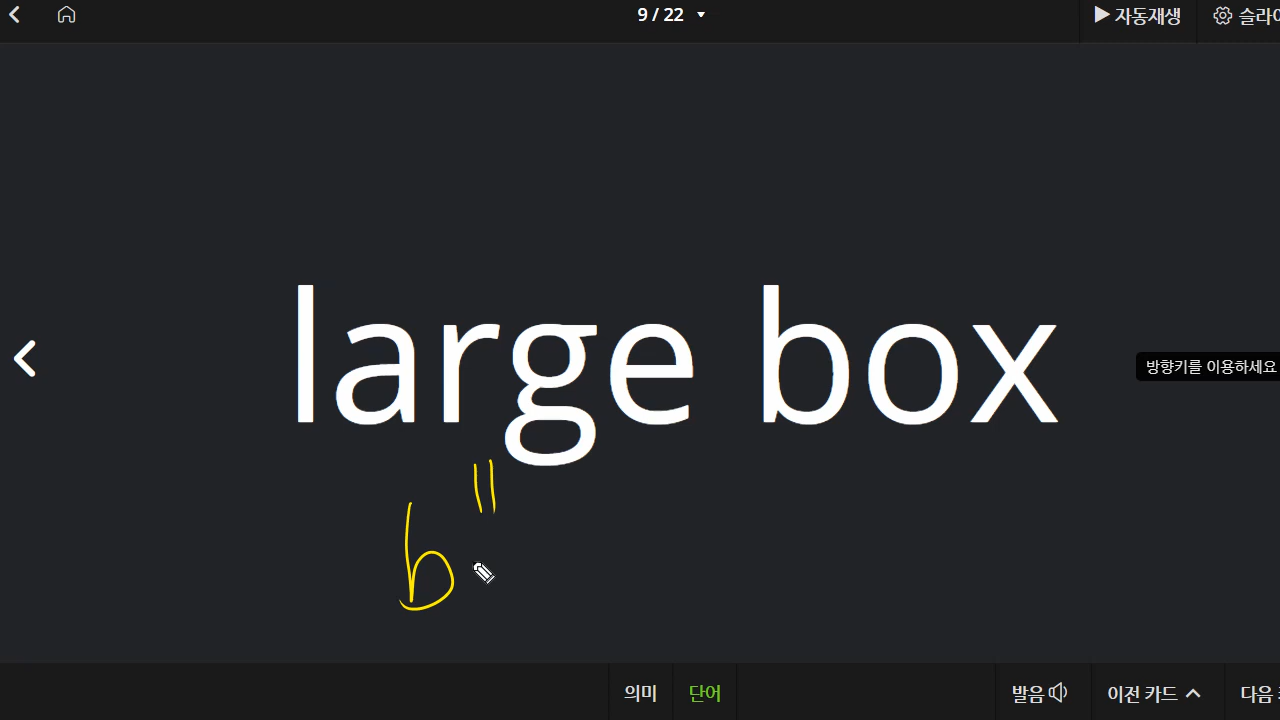 9 / 22
자동재생
슬라이
large box
방향키를 이용하세요
b
의미
단어
발음
이전 카드
다음